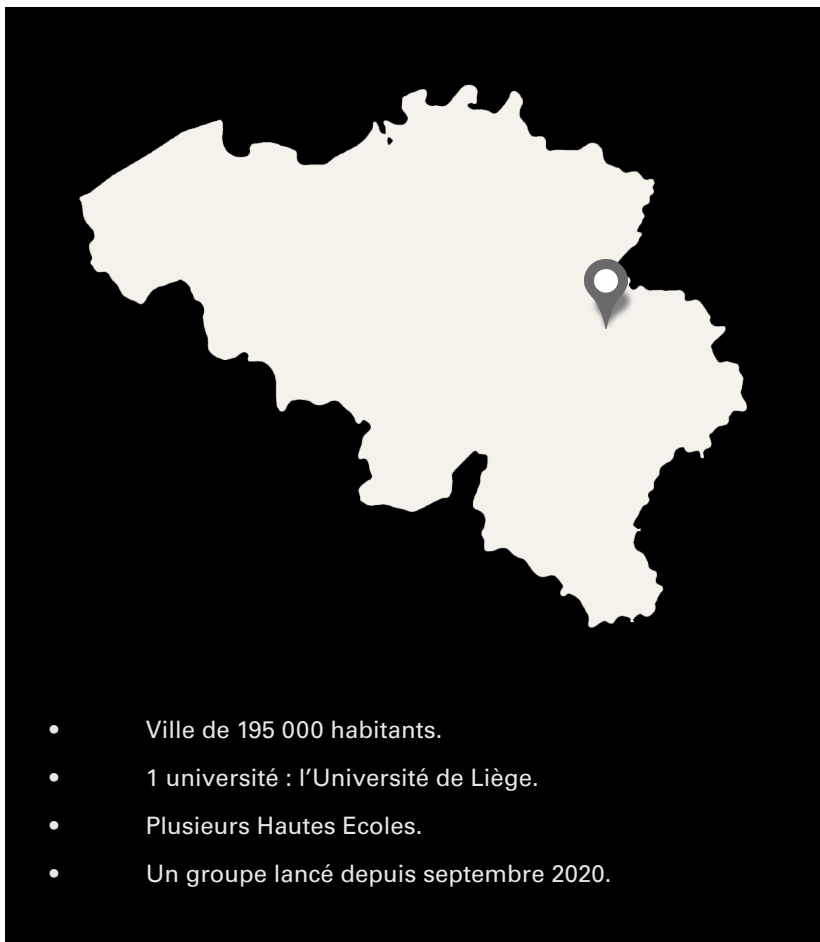 • Ville de 195 000 habitants.
• 1 université : l’Université de Liège.
• Plusieurs Hautes Ecoles.
• Un groupe lancé depuis septembre 2020.